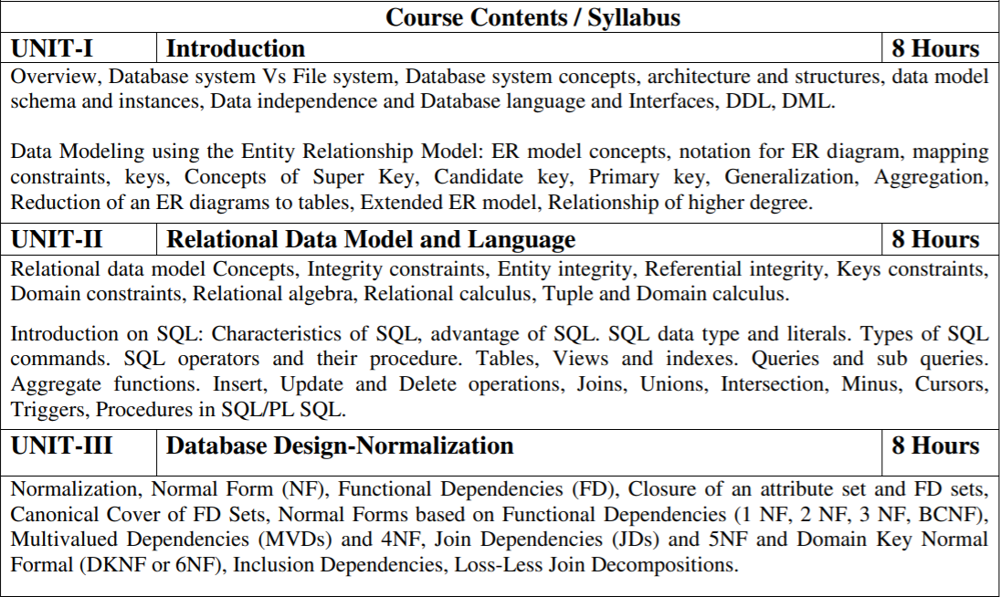 Course Contents / Syllabus
UNIT-I Introduction 8 Hours
Overview, Database system Vs File system, Database system concepts, architecture and structures, data model
schema and instances, Data independence and Database language and Interfaces, DDL, DML.
Data Modeling using the Entity Relationship Model: ER model concepts, notation for ER diagram, mapping
constraints, keys, Concepts of Super Key, Candidate key, Primary key, Generalization, Aggregation,
Reduction of an ER diagrams to tables, Extended ER model, Relationship of higher degree.
UNIT-II Relational Data Model and Language 8 Hours
Relational data model Concepts, Integrity constraints, Entity integrity, Referential integrity, Keys constraints,
Domain constraints, Relational algebra, Relational calculus, Tuple and Domain calculus.
Introduction on SQL: Characteristics of SQL, advantage of SQL. SQL data type and literals. Types of SQL
commands. SQL operators and their procedure. Tables, Views and indexes. Queries and sub queries.
Aggregate functions. Insert, Update and Delete operations, Joins, Unions, Intersection, Minus, Cursors,
Triggers, Procedures in SQL/PL SQL.
UNIT-III Database Design-Normalization 8 Hours
Normalization, Normal Form (NF), Functional Dependencies (FD), Closure of an attribute set and FD sets,
Canonical Cover of FD Sets, Normal Forms based on Functional Dependencies (1 NF, 2 NF, 3 NF, BCNF),
Multivalued Dependencies (MVDs) and 4NF, Join Dependencies (JDs) and 5NF and Domain Key Normal
Formal (DKNF or 6NF), Inclusion Dependencies, Loss-Less Join Decompositions.